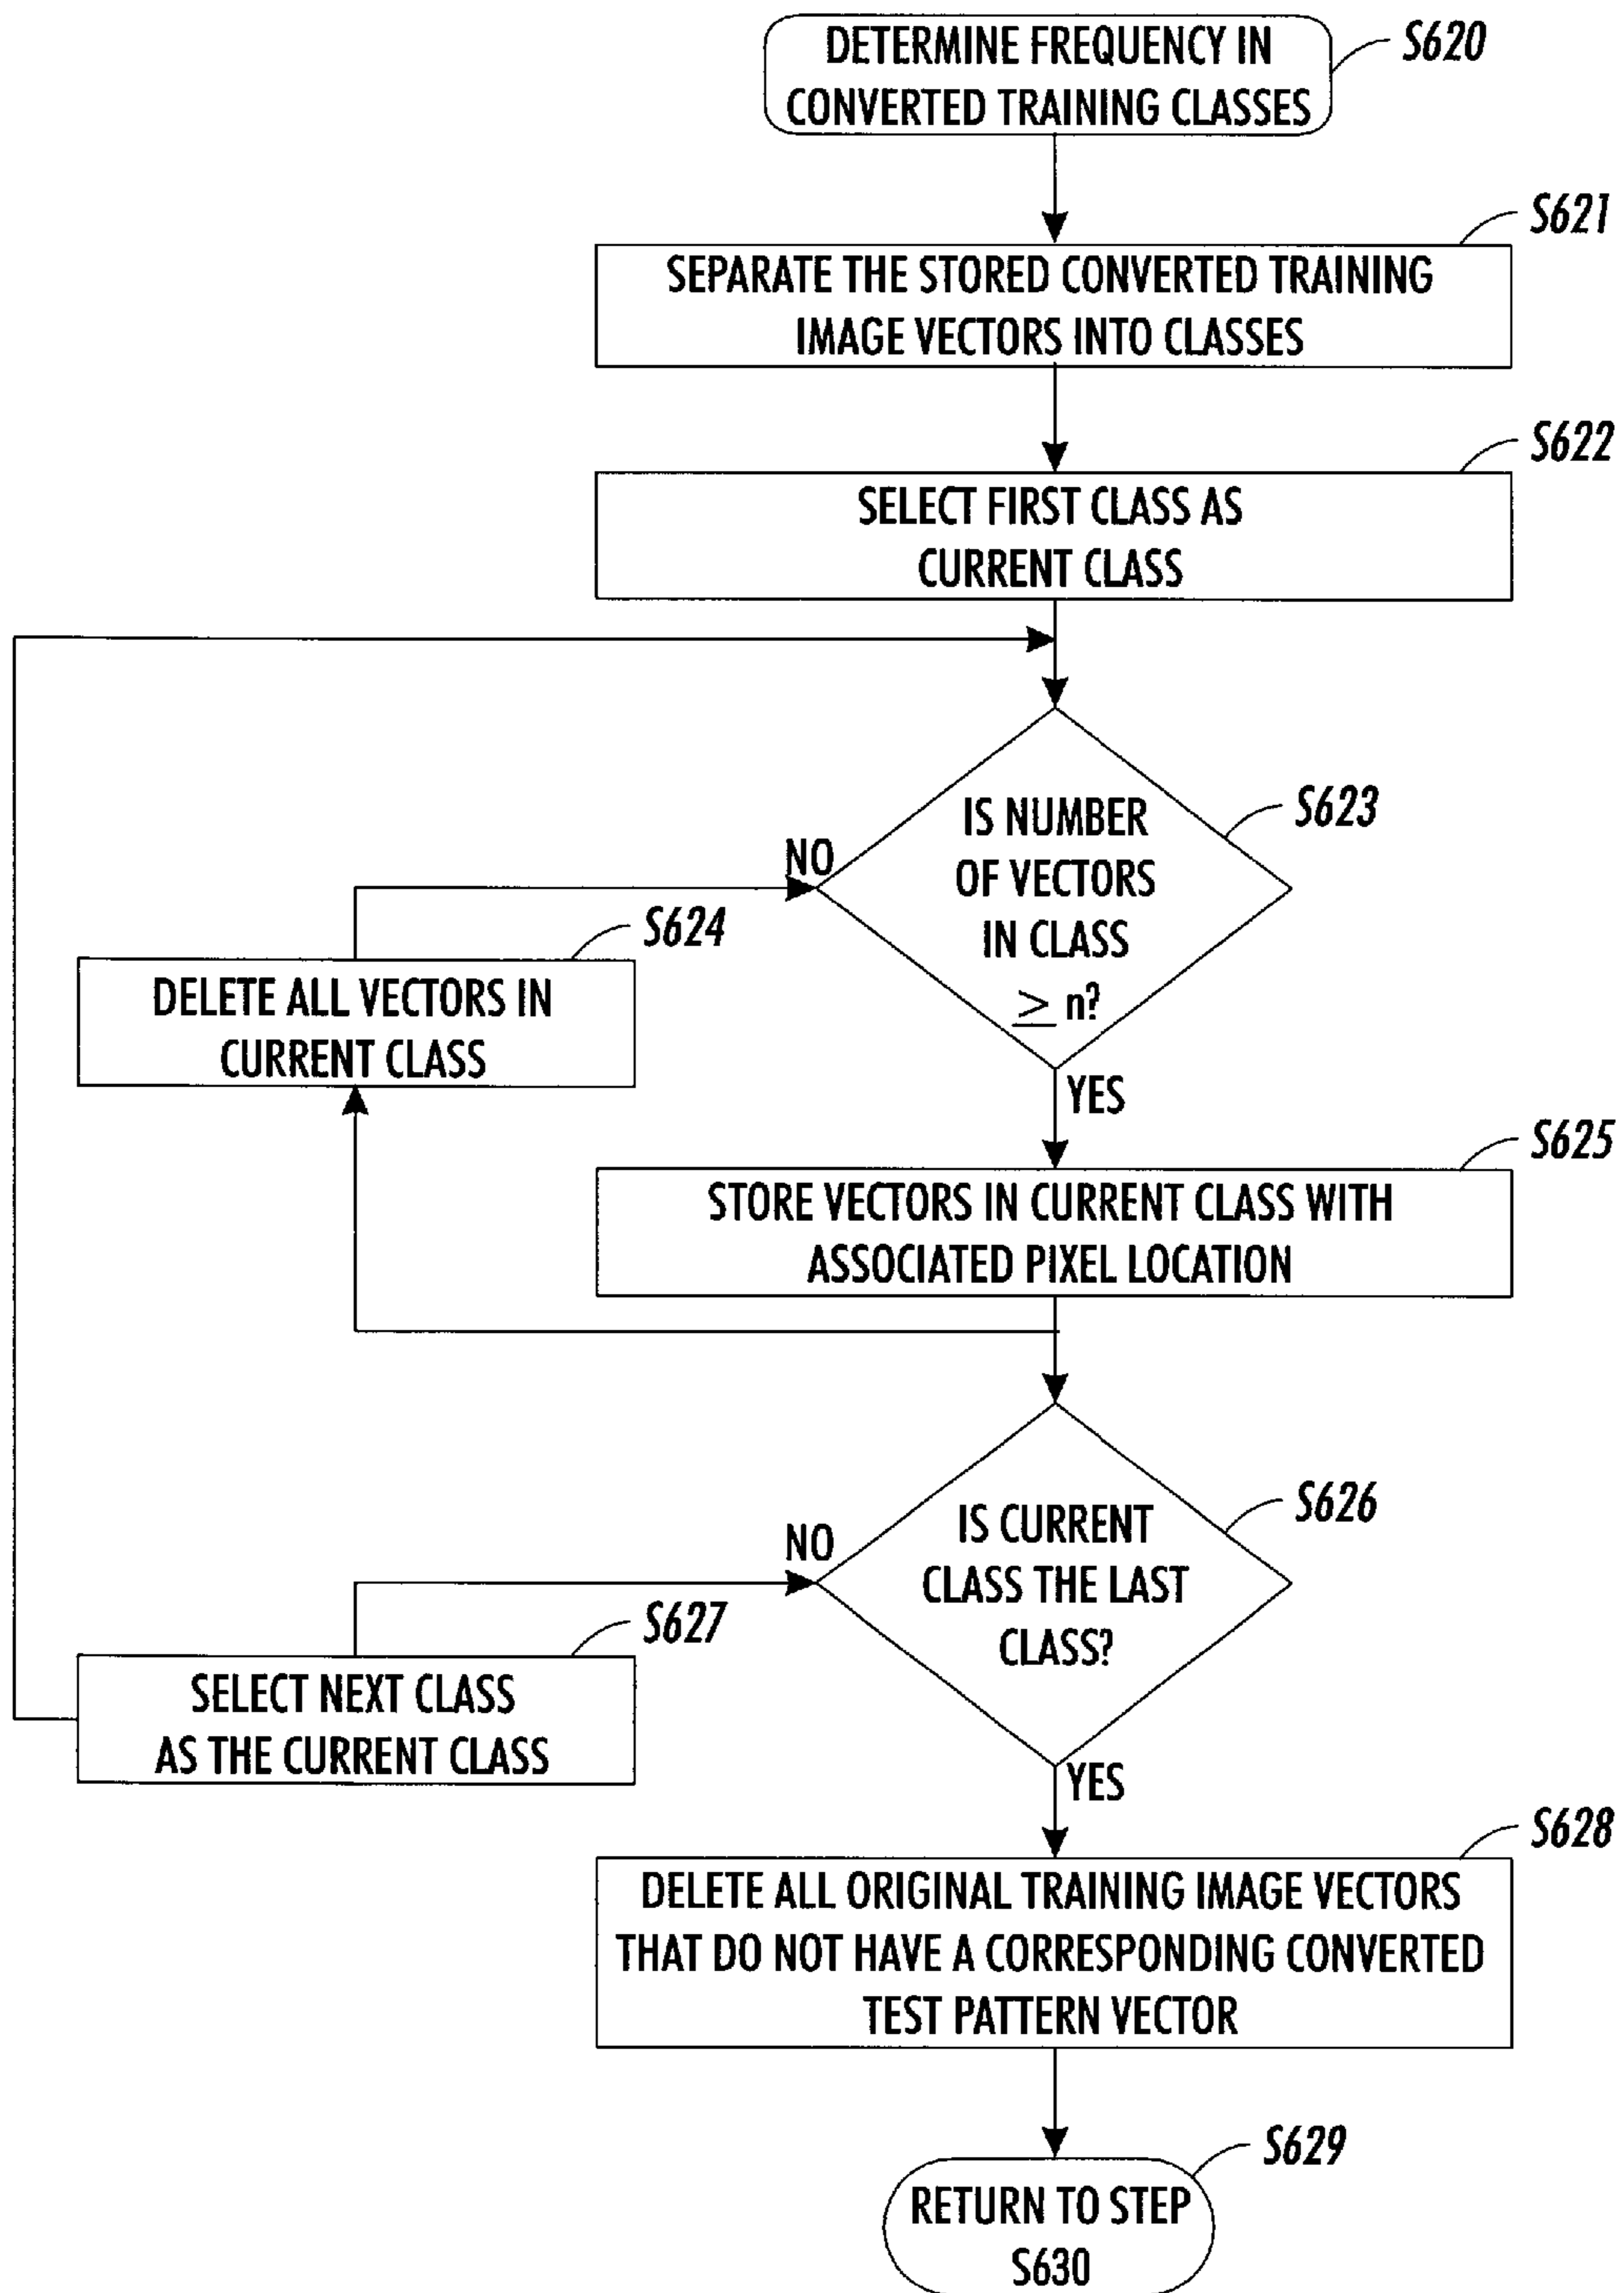 DETERMINE FREQUENCY IN
CONVERTED TRAINING CLASSES
S620
SEPARATE THE STORED CONVERTED TRAINING
IMAGE VECTORS INTO CLASSES
S621
SELECT FIRST CLASS AS
CURRENT CLASS
S622
IS NUMBER
OF VECTORS
IN CLASS
≥ n?
S623
NO
YES
DELETE ALL VECTORS IN
CURRENT CLASS
S624
STORE VECTORS IN CURRENT CLASS WITH
ASSOCIATED PIXEL LOCATION
S625
IS CURRENT
CLASS THE LAST
CLASS?
S626
NO
YES
SELECT NEXT CLASS
AS THE CURRENT CLASS
S627
DELETE ALL ORIGINAL TRAINING IMAGE VECTORS
THAT DO NOT HAVE A CORRESPONDING CONVERTED
TEST PATTERN VECTOR
S628
RETURN TO STEP
S630
S629